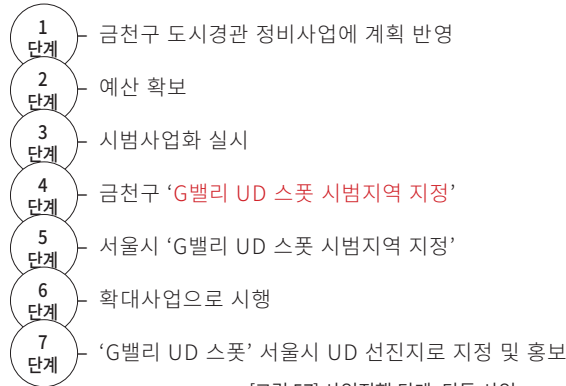 1
단계
금천구 도시경관 정비사업에 계획 반영
2
단계
예산 확보
3
단계
시범사업화 실시
4
단계
금천구 ‘G밸리 UD 스폿 시범지역 지정’
5
단계
서울시 ‘G밸리 UD 스폿 시범지역 지정’
6
단계
확대사업으로 시행
7
단계
‘G밸리 UD 스폿’ 서울시 UD 선진지로 지정 및 홍보